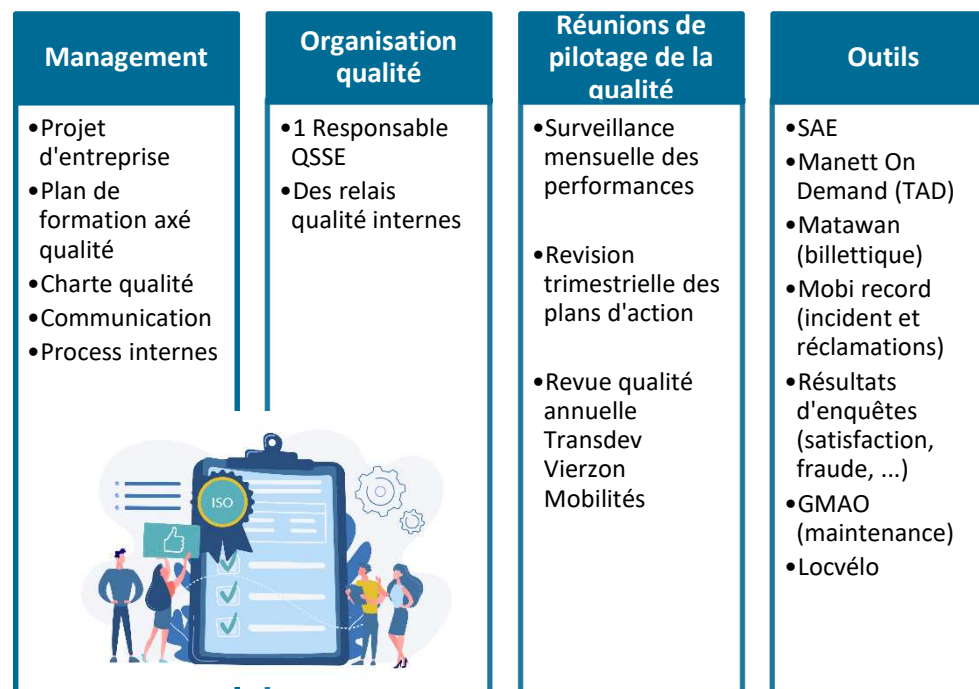 Management
•Projet
d'entreprise
•Plan de
formation axé
qualité
•Charte qualité
•Communication
•Process internes
Organisation
qualité
•1 Responsable
QSSE
•Des relais
qualité internes
Réunions de
pilotage de la
qualité
•Surveillance
mensuelle des
performances
•Revision
trimestrielle des
plans d'action
•Revue qualité
annuelle
Transdev
Vierzon
Mobilités
Outils
•SAE
•Manett On
Demand (TAD)
•Matawan
(billettique)
•Mobi record
(incident et
réclamations)
•Résultats
d'enquêtes
(satisfaction,
fraude, ...)
•GMAO
(maintenance)
•Locvélo
ISO